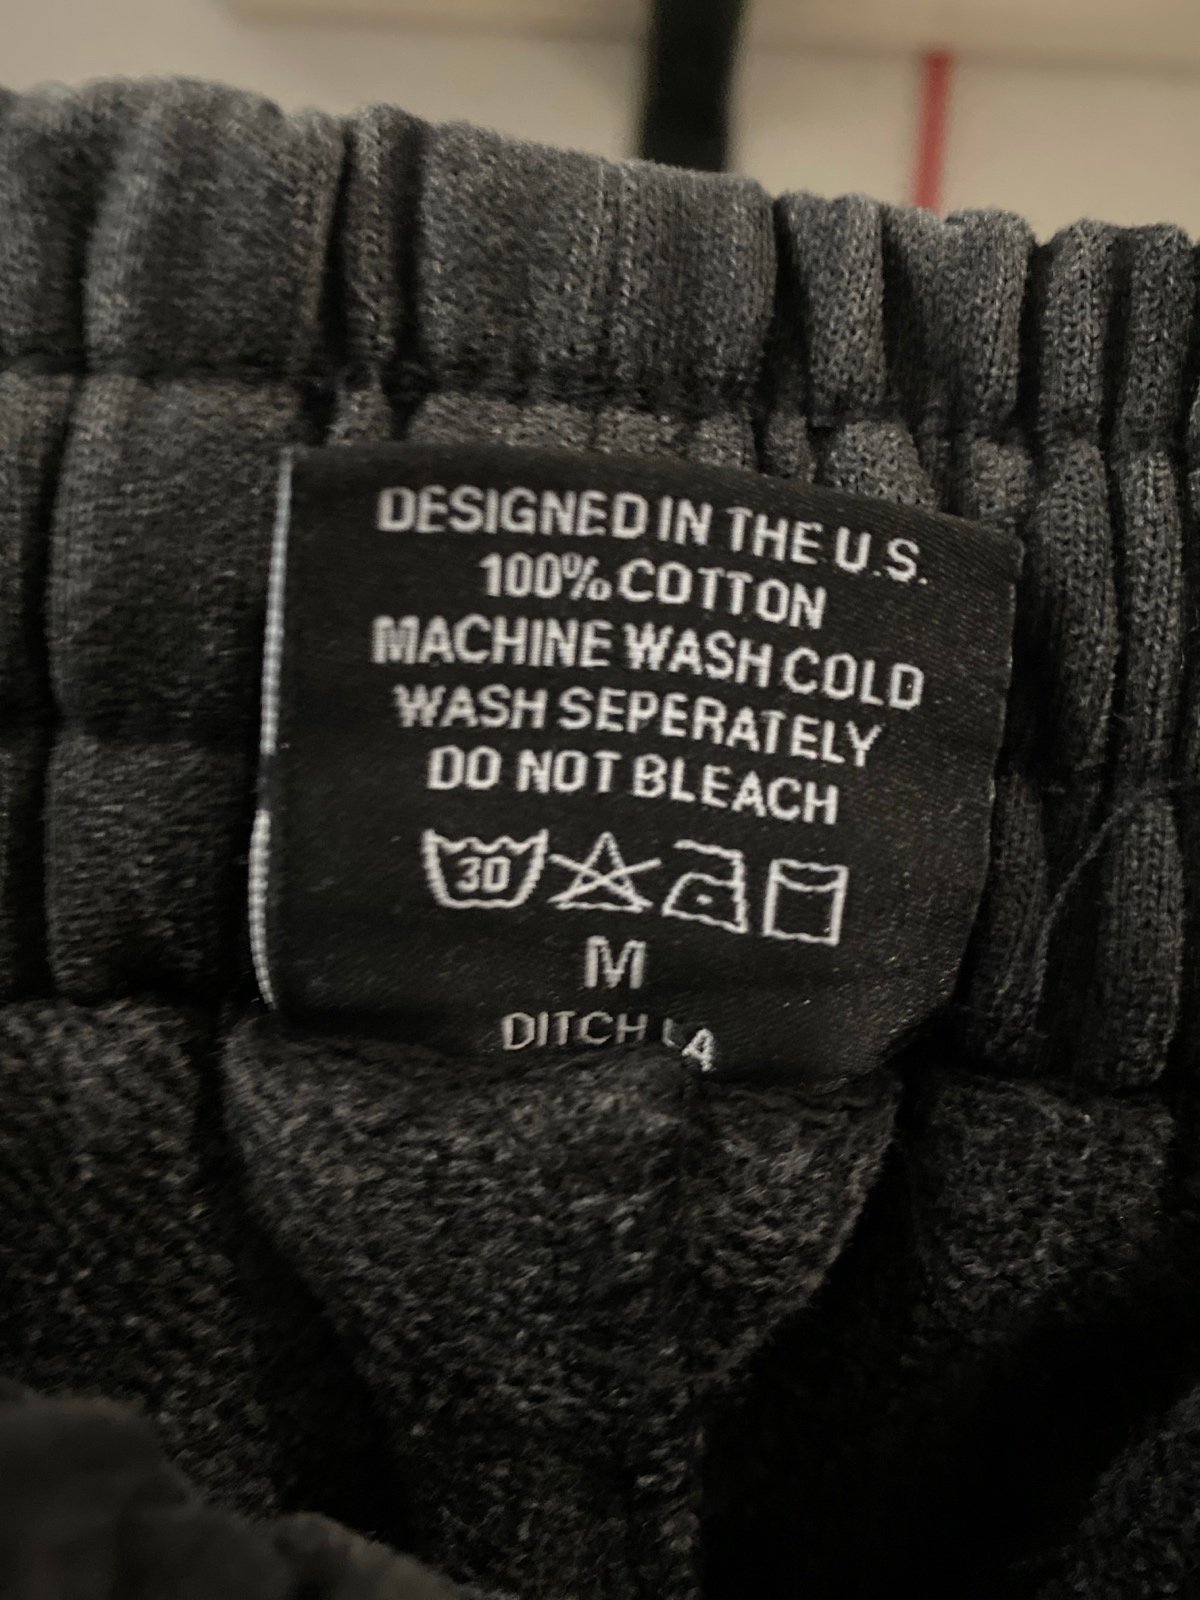 DESIGNED IN THE U.S.
100% COTTON
MACHINE WASH COLD
WASH SEPERATELY
DO NOT BLEACH
30
M
DITCH LA